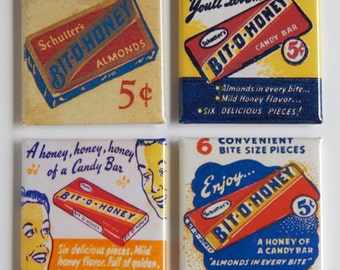 Schutter's
BIT-O-HONEY
ALMONDS
5¢
You'll
Schutter's
BIT-O-HONEY
CANDY BAR
5¢
Almonds in every bite...
Mild Honey Flavor...
SIX DELICIOUS PIECES!
A honey, honey, honey
of a Candy Bar
BIT-O-HONEY
Six delicious pieces. Mild
honey flavor. Full of golden,
6 CONVENIENT
BITE SIZE PIECES
Enjoy...
Schutter's
BIT-O-HONEY
5¢
A HONEY OF
A CANDY BAR
"ALMONDS IN EVERY BITE"